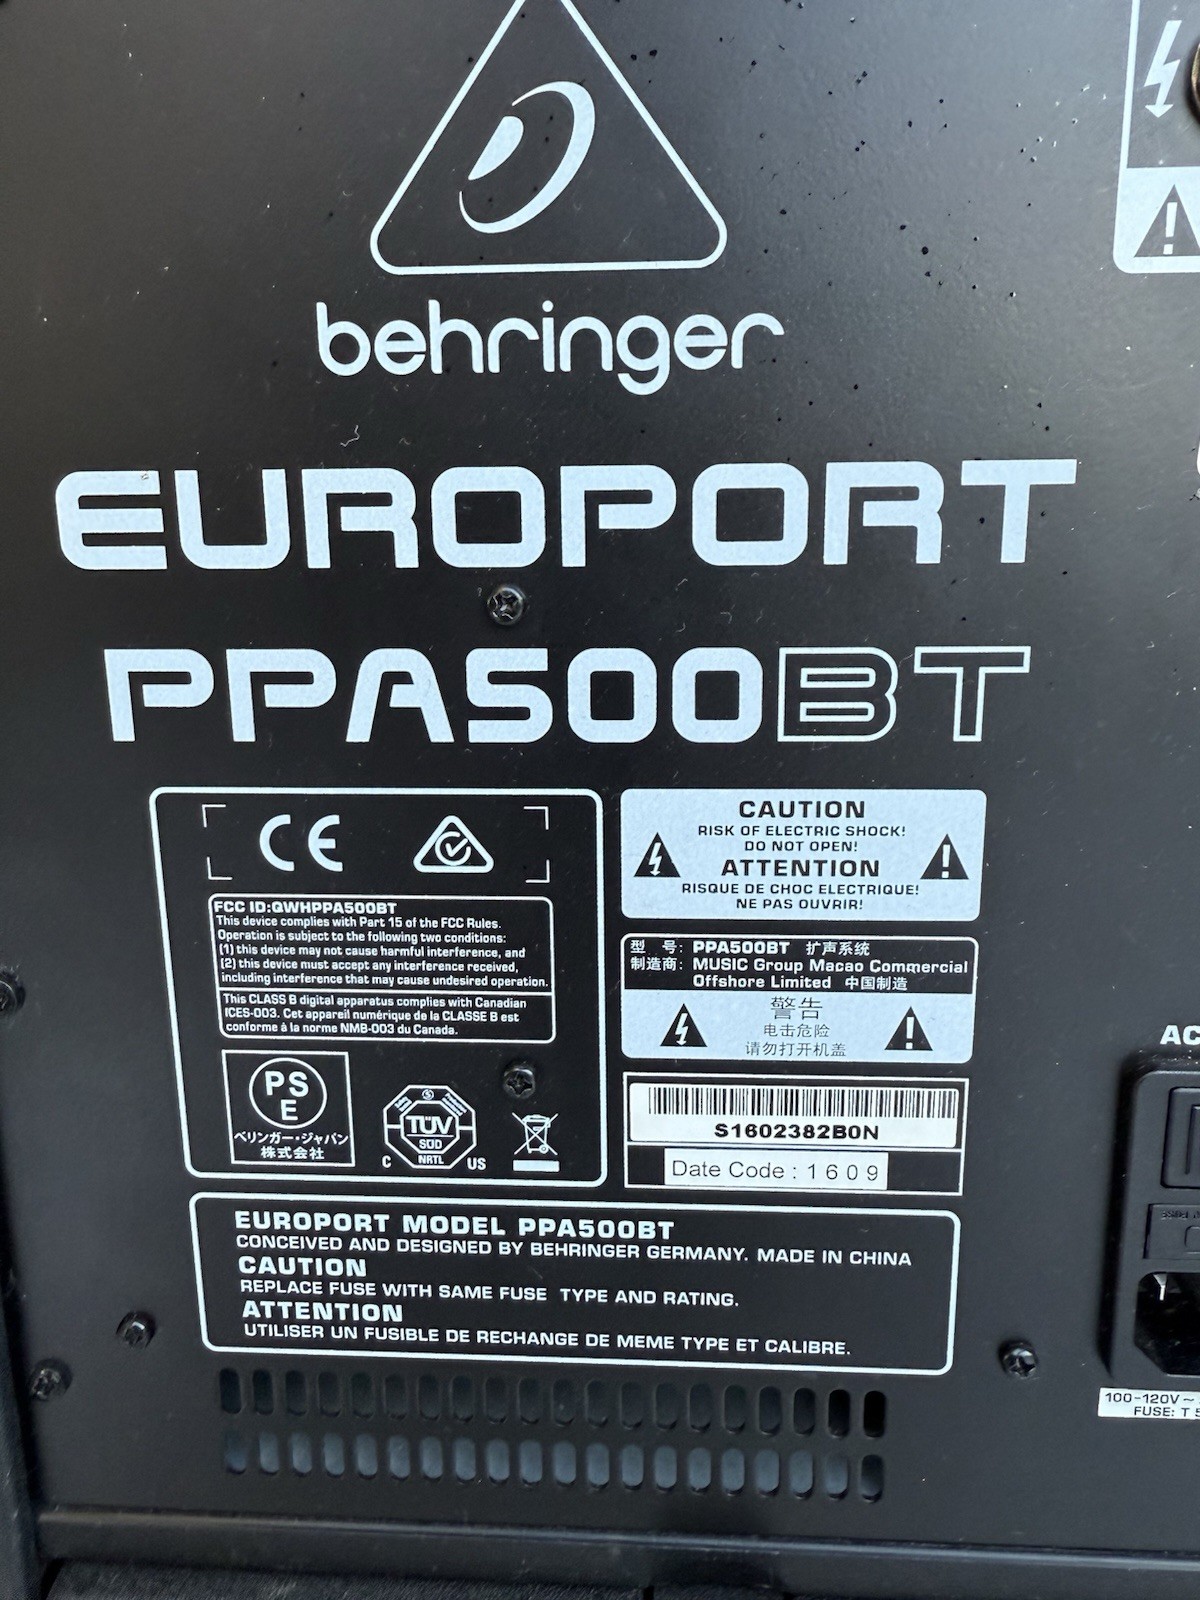 behringer
EUROPORT
PPA500BT
CE
FCC ID:QWHPPA500BT
This device complies with Part 15 of the FCC Rules.
Operation is subject to the following two conditions:
(1) this device may not cause harmful interference, and
(2) this device must accept any interference received,
including interference that may cause undesired operation.
This CLASS B digital apparatus complies with Canadian
ICES-003. Cet appareil numérique de la CLASSE B est
conforme à la norme NMB-003 du Canada.
PS
E
ベリンガー・ジャパン
株式会社
TÜV
SÜD
NRTL
C US
CAUTION
RISK OF ELECTRIC SHOCK!
DO NOT OPEN!
ATTENTION
RISQUE DE CHOC ELECTRIQUE!
NE PAS OUVRIR!
型 号: PPA500BT 扩声系统
制造商: MUSIC Group Macao Commercial
Offshore Limited 中国制造
警告
电击危险
请勿打开机盖
S1602382B0N
Date Code : 1 6 0 9
EUROPORT MODEL PPA500BT
CONCEIVED AND DESIGNED BY BEHRINGER GERMANY. MADE IN CHINA
CAUTION
REPLACE FUSE WITH SAME FUSE TYPE AND RATING.
ATTENTION
UTILISER UN FUSIBLE DE RECHANGE DE MEME TYPE ET CALIBRE.
AC
100-120V~
FUSE: T 5